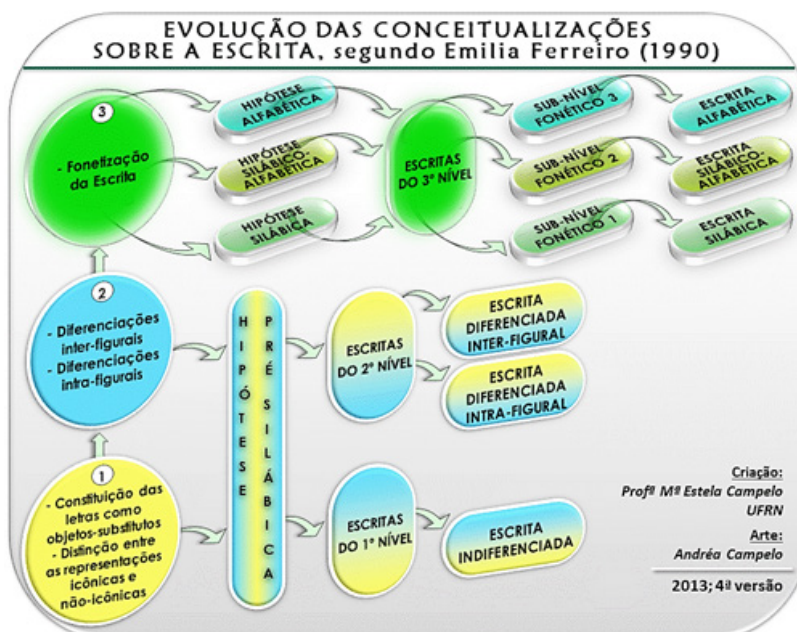 EVOLUÇÃO DAS CONCEITUALIZAÇÕES
SOBRE A ESCRITA, segundo Emilia Ferreiro (1990)
3
- Fonetização
da Escrita
HIPÓTESE
ALFABÉTICA
HIPÓTESE
SILÁBICO-
ALFABÉTICA
HIPÓTESE
SILÁBICA
ESCRITAS
DO 3º NÍVEL
SUB-NÍVEL
FONÉTICO 3
SUB-NÍVEL
FONÉTICO 2
SUB-NÍVEL
FONÉTICO 1
ESCRITA
ALFABÉTICA
ESCRITA
SILÁBICO-
ALFABÉTICA
ESCRITA
SILÁBICA
2
- Diferenciações
inter-figurais
- Diferenciações
intra-figurais
HIPÓTESE
PRÉ SILÁBICA
ESCRITAS
DO 2º NÍVEL
ESCRITA
DIFERENCIADA
INTER-FIGURAL
ESCRITA
DIFERENCIADA
INTRA-FIGURAL
1
- Constituição das
letras como
objetos-substitutos
- Distinção entre
as representações
icônicas e
não-icônicas
ESCRITAS
DO 1º NÍVEL
ESCRITA
INDIFERENCIADA
Criação:
Profª Mª Estela Campelo
UFRN
Arte:
Andréa Campelo
2013; 4ª versão